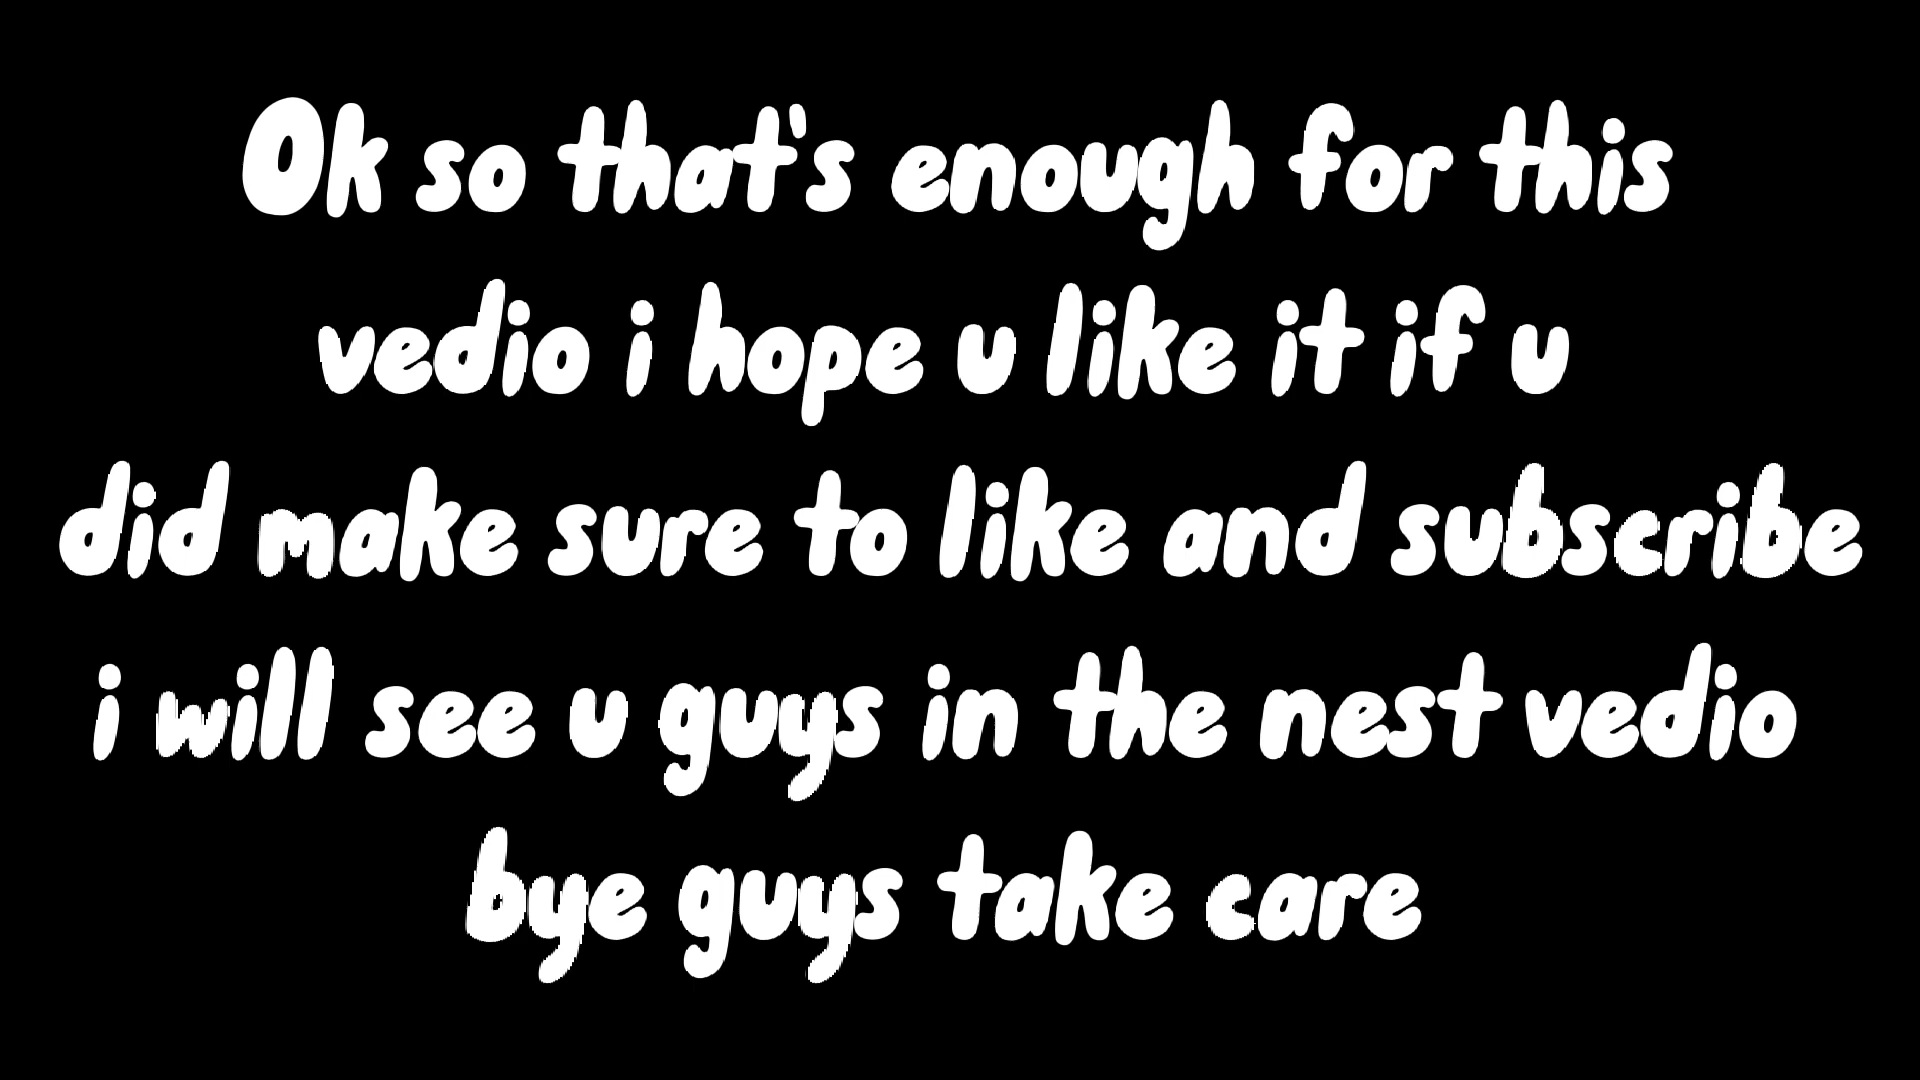 Ok so that's enough for this
vedio i hope u like it if u
did make sure to like and subscribe
i will see u guys in the nest vedio
bye guys take care